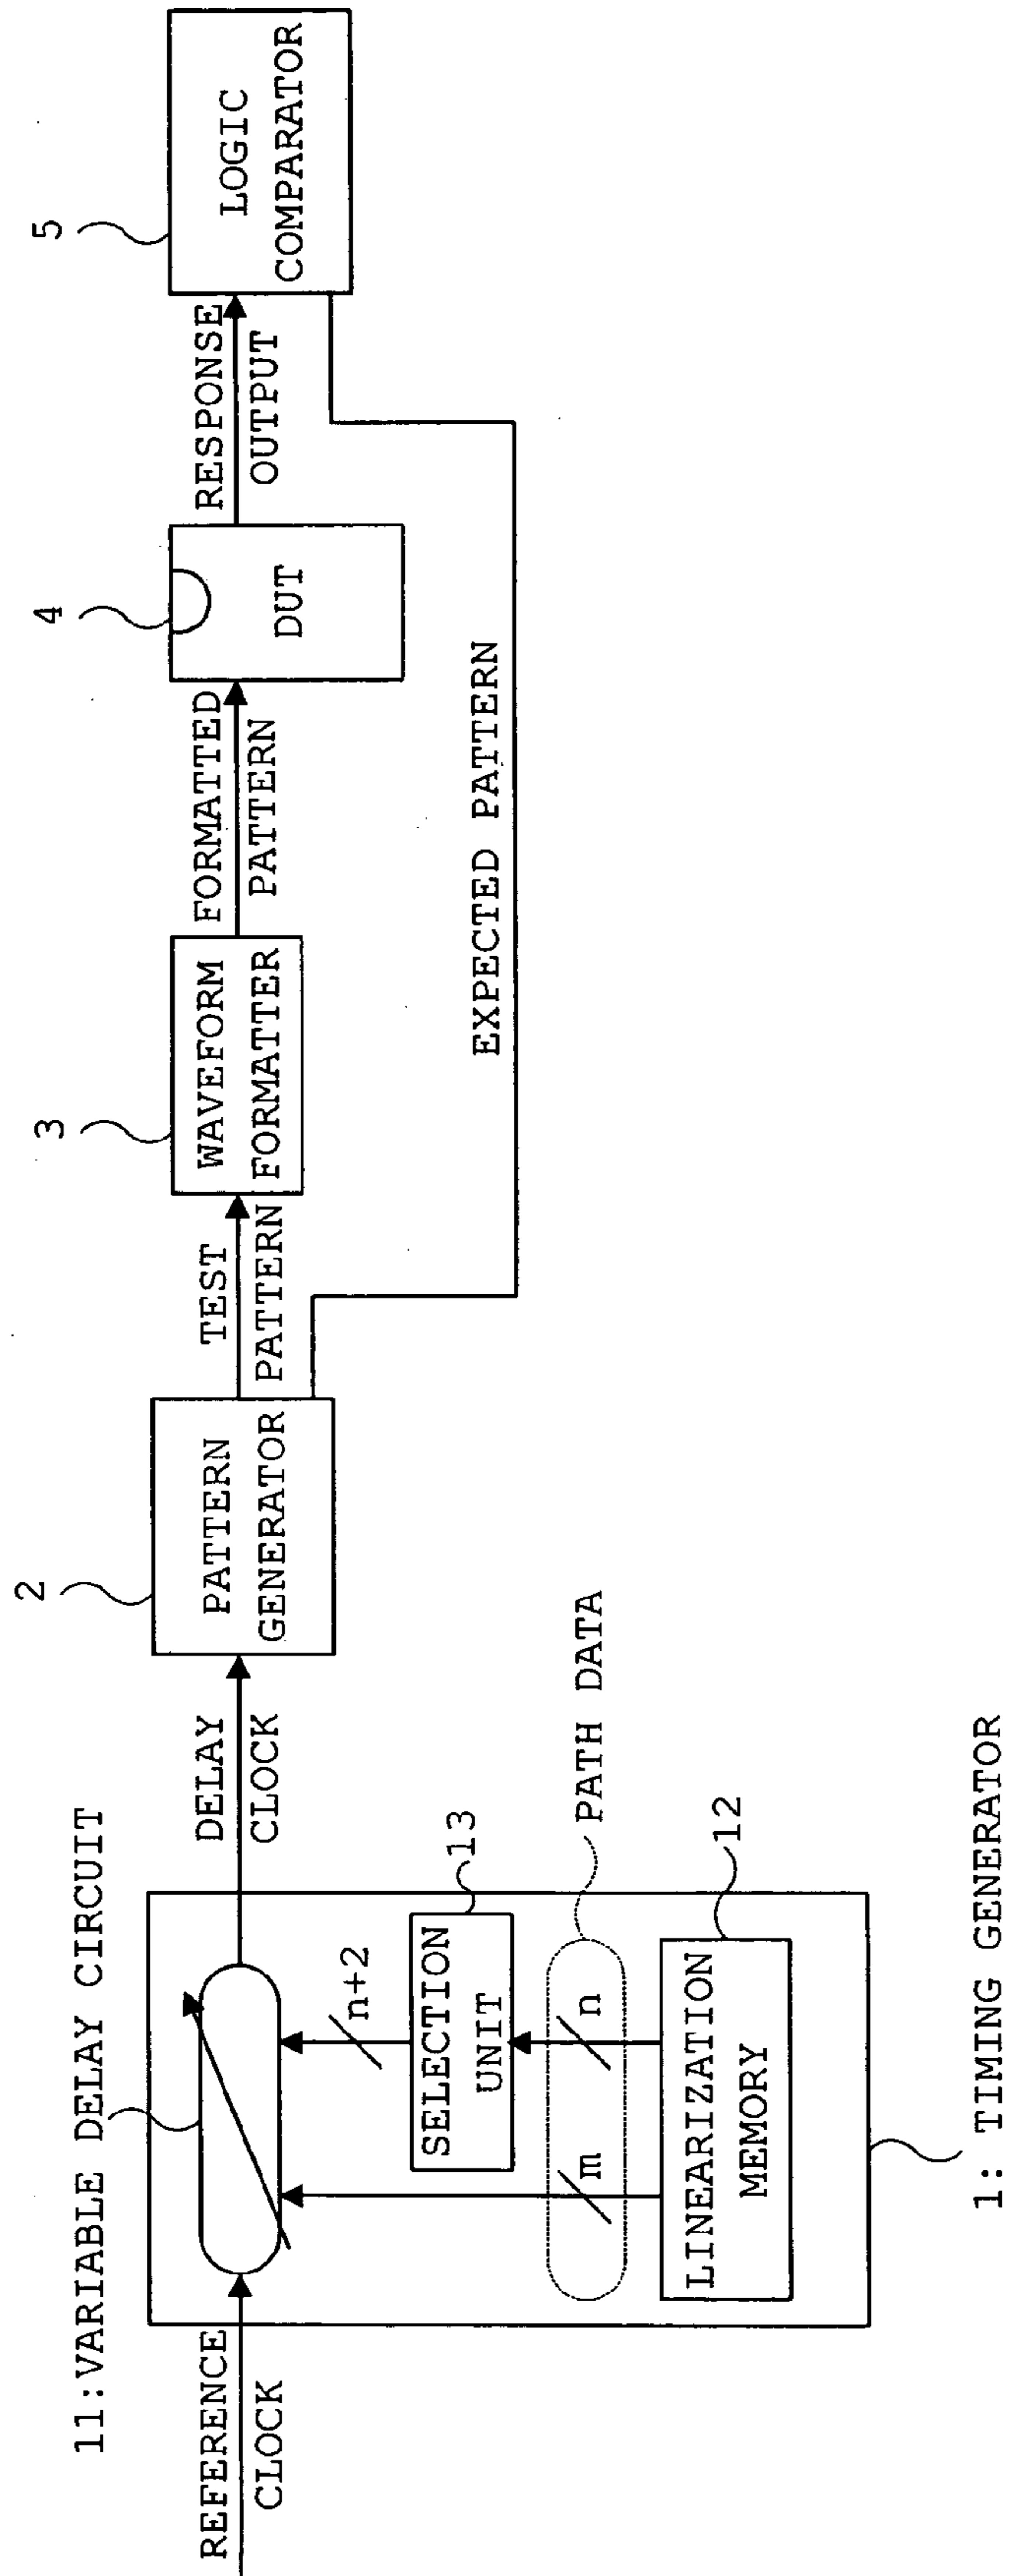 11:VARIABLE DELAY CIRCUIT
REFERENCE
CLOCK
DELAY
CLOCK
n+2
13
SELECTION
UNIT
m
n
PATH DATA
12
LINEARIZATION
MEMORY
1: TIMING GENERATOR
2
PATTERN
GENERATOR
TEST
PATTERN
3
WAVEFORM
FORMATTER
FORMATTED
PATTERN
4
DUT
RESPONSE
OUTPUT
5
LOGIC
COMPARATOR
EXPECTED PATTERN